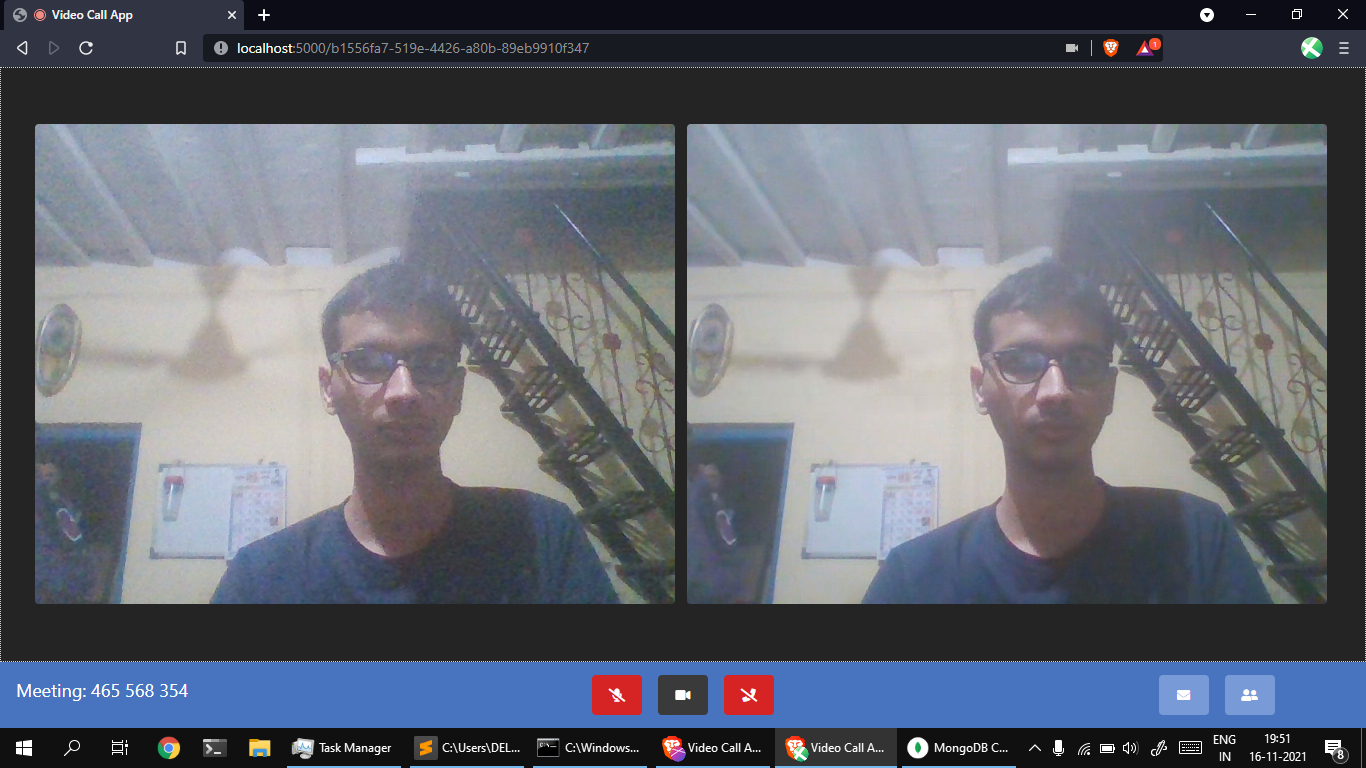 Video Call App
localhost:5000/b1556fa7-519e-4426-a80b-89eb9910f347
1
Meeting: 465 568 354
Task Manager
C:\Users\DEL...
C:\Windows...
Video Call A...
Video Call A...
MongoDB C...
ENG
IN
19:51
16-11-2021
8